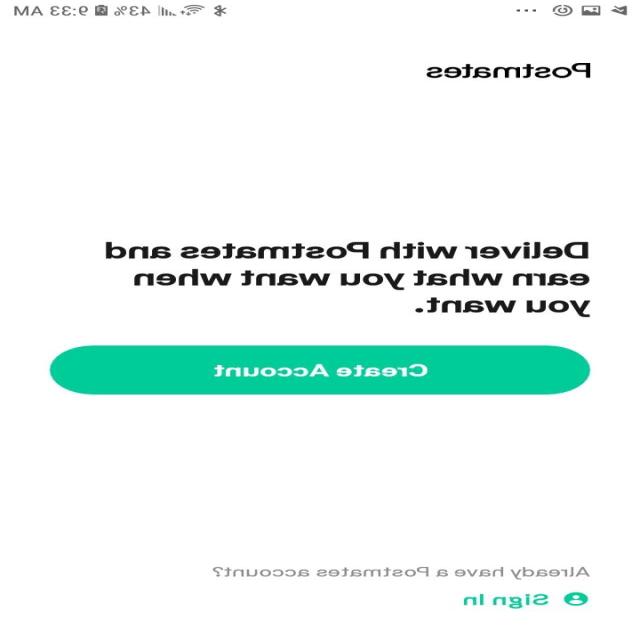 43% 9:33 AM
Postmates
Deliver with Postmates and
earn what you want when
you want.
Create Account
Already have a Postmates account?
Sign In